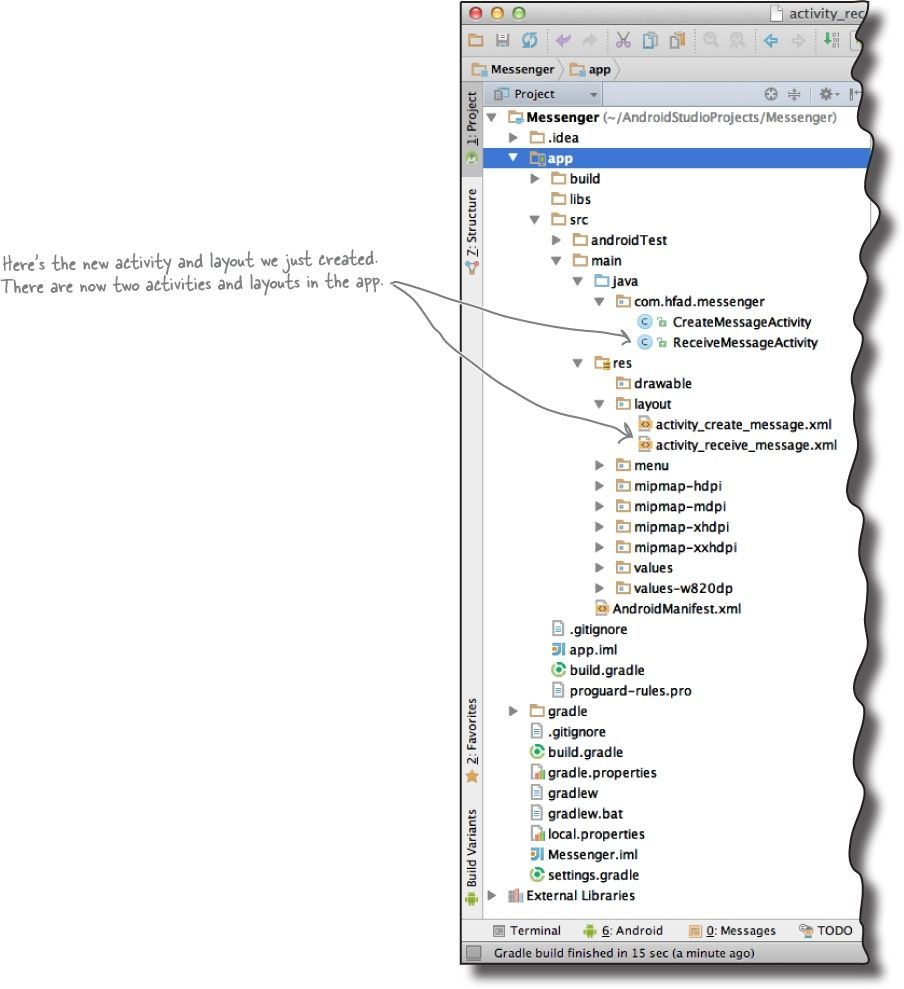 activity_rec
Messenger
app
Project
1: Project
Messenger (~/AndroidStudioProjects/Messenger)
.idea
app
build
libs
7: Structure
src
androidTest
main
Here's the new activity and layout we just created.
There are now two activities and layouts in the app.
java
com.hfad.messenger
CreateMessageActivity
ReceiveMessageActivity
res
drawable
layout
activity_create_message.xml
activity_receive_message.xml
menu
mipmap-hdpi
mipmap-mdpi
mipmap-xhdpi
mipmap-xxhdpi
values
values-w820dp
AndroidManifest.xml
.gitignore
app.iml
build.gradle
proguard-rules.pro
2: Favorites
gradle
.gitignore
build.gradle
gradle.properties
gradlew
gradlew.bat
Build Variants
local.properties
Messenger.iml
settings.gradle
External Libraries
Terminal
6: Android
0: Messages
TODO
Gradle build finished in 15 sec (a minute ago)